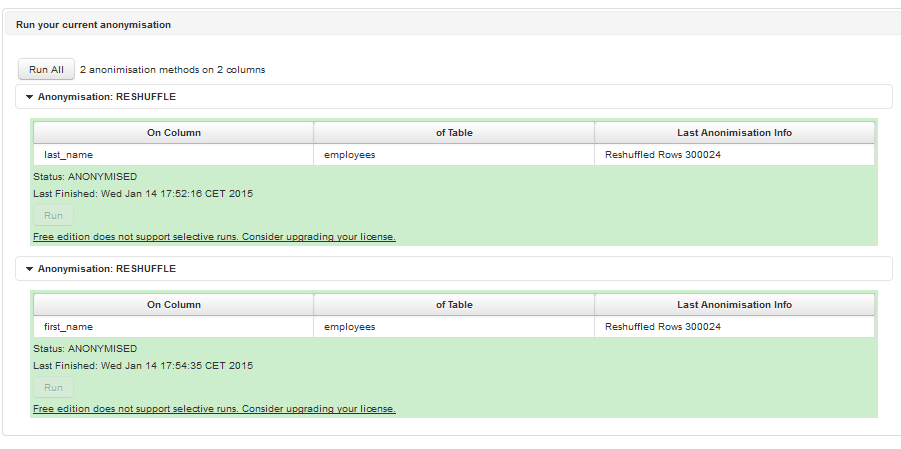 Run your current anonymisation
Run All 2 anonimisation methods on 2 columns
Anonymisation: RESHUFFLE
On Column of Table Last Anonimisation Info
last_name employees Reshuffled Rows 300024
Status: ANONYMISED
Last Finished: Wed Jan 14 17:52:16 CET 2015
Run
Free edition does not support selective runs. Consider upgrading your license.
Anonymisation: RESHUFFLE
On Column of Table Last Anonimisation Info
first_name employees Reshuffled Rows 300024
Status: ANONYMISED
Last Finished: Wed Jan 14 17:54:35 CET 2015
Run
Free edition does not support selective runs. Consider upgrading your license.